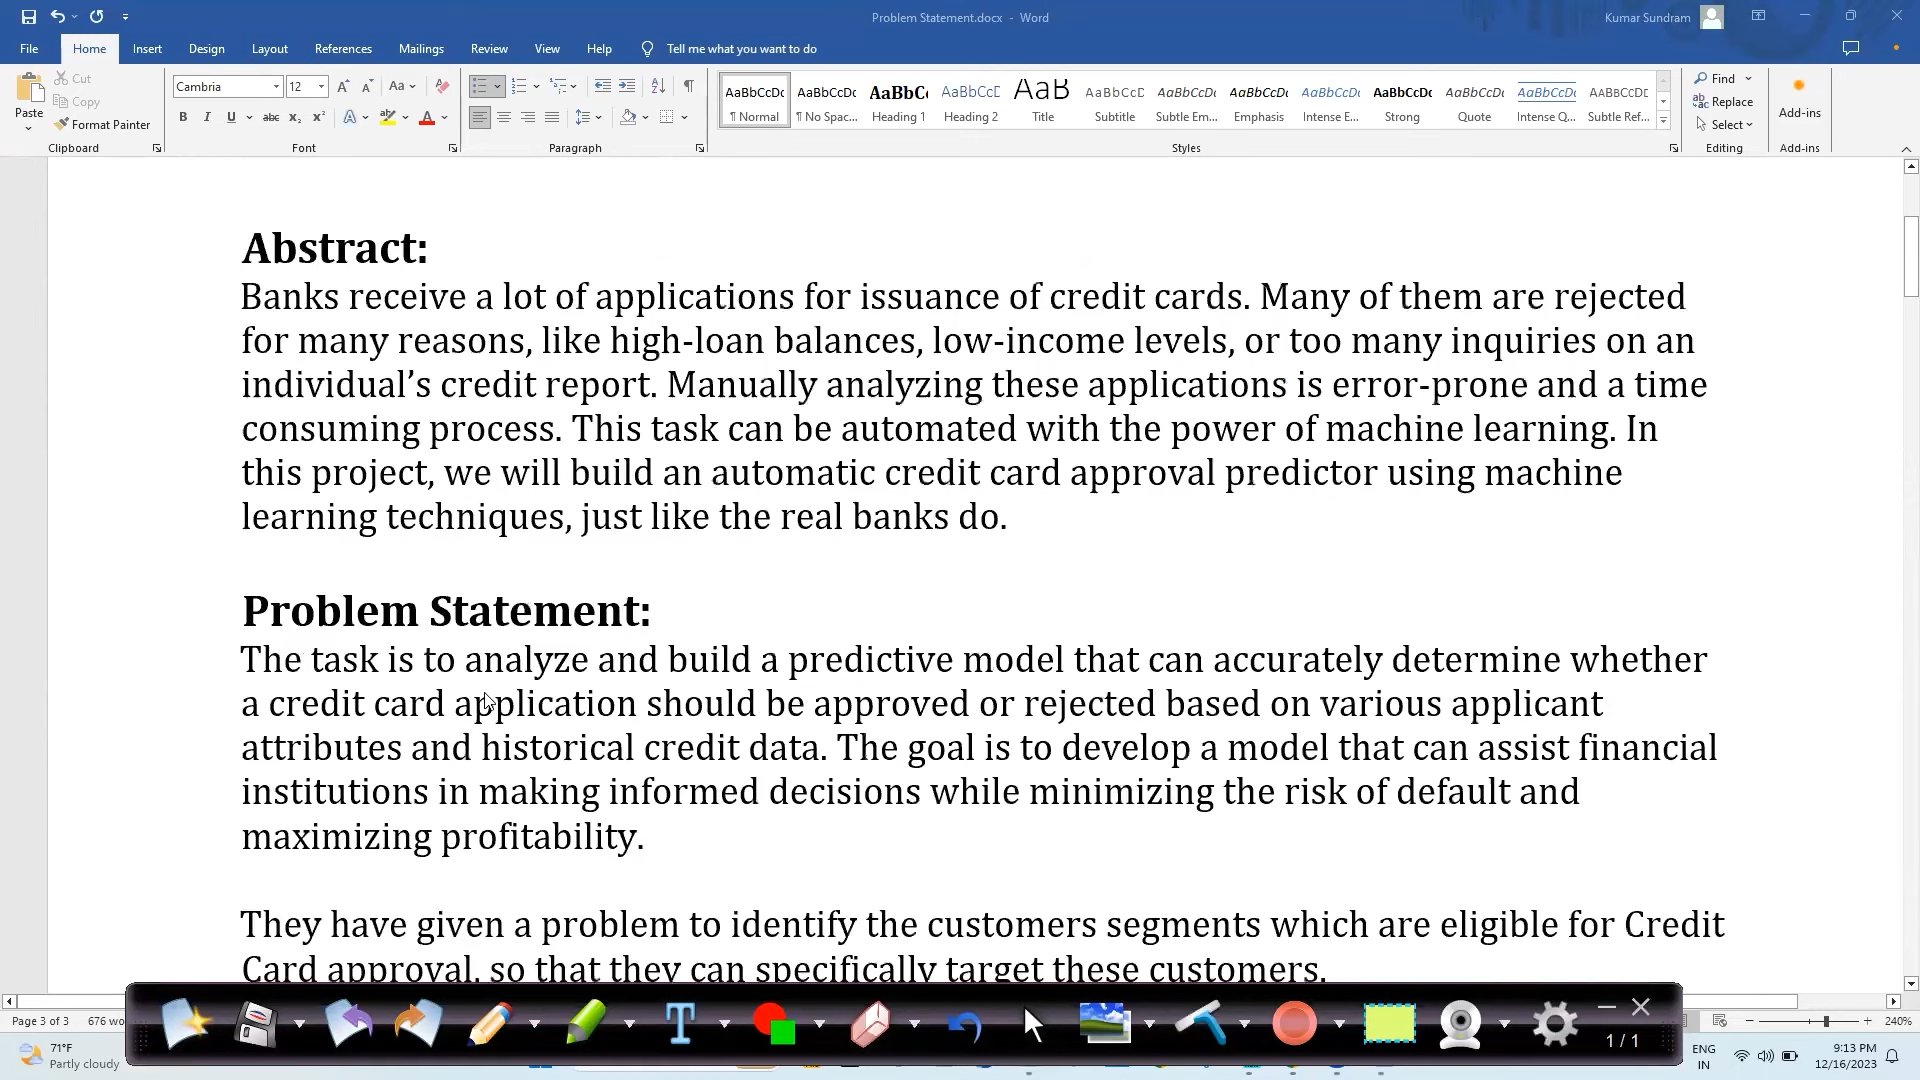 Problem Statement.docx - Word
Kumar Sundram
File Home Insert Design Layout References Mailings Review View Help Tell me what you want to do
Paste
Cut
Copy
Format Painter
Clipboard
Cambria 12
Font
Paragraph
AaBbCcDc AaBbCcDc AaBbC AaBbCcC AaB AaBbCcD AaBbCcDc AaBbCcDc AaBbCcDc AaBbCcDc AaBbCcDc AaBbCcDc AaBbCcDc
¶ Normal ¶ No Spac... Heading 1 Heading 2 Title Subtitle Subtle Em... Emphasis Intense E... Strong Quote Intense Q... Subtle Ref...
Styles
Find
Replace
Select
Editing
Add-ins
Add-ins
Abstract:
Banks receive a lot of applications for issuance of credit cards. Many of them are rejected
for many reasons, like high-loan balances, low-income levels, or too many inquiries on an
individual’s credit report. Manually analyzing these applications is error-prone and a time
consuming process. This task can be automated with the power of machine learning. In
this project, we will build an automatic credit card approval predictor using machine
learning techniques, just like the real banks do.
Problem Statement:
The task is to analyze and build a predictive model that can accurately determine whether
a credit card application should be approved or rejected based on various applicant
attributes and historical credit data. The goal is to develop a model that can assist financial
institutions in making informed decisions while minimizing the risk of default and
maximizing profitability.
They have given a problem to identify the customers segments which are eligible for Credit
Card approval, so that they can specifically target these customers.
Page 3 of 3 676 wo
240%
1 / 1
71°F
Partly cloudy
ENG
IN
9:13 PM
12/16/2023